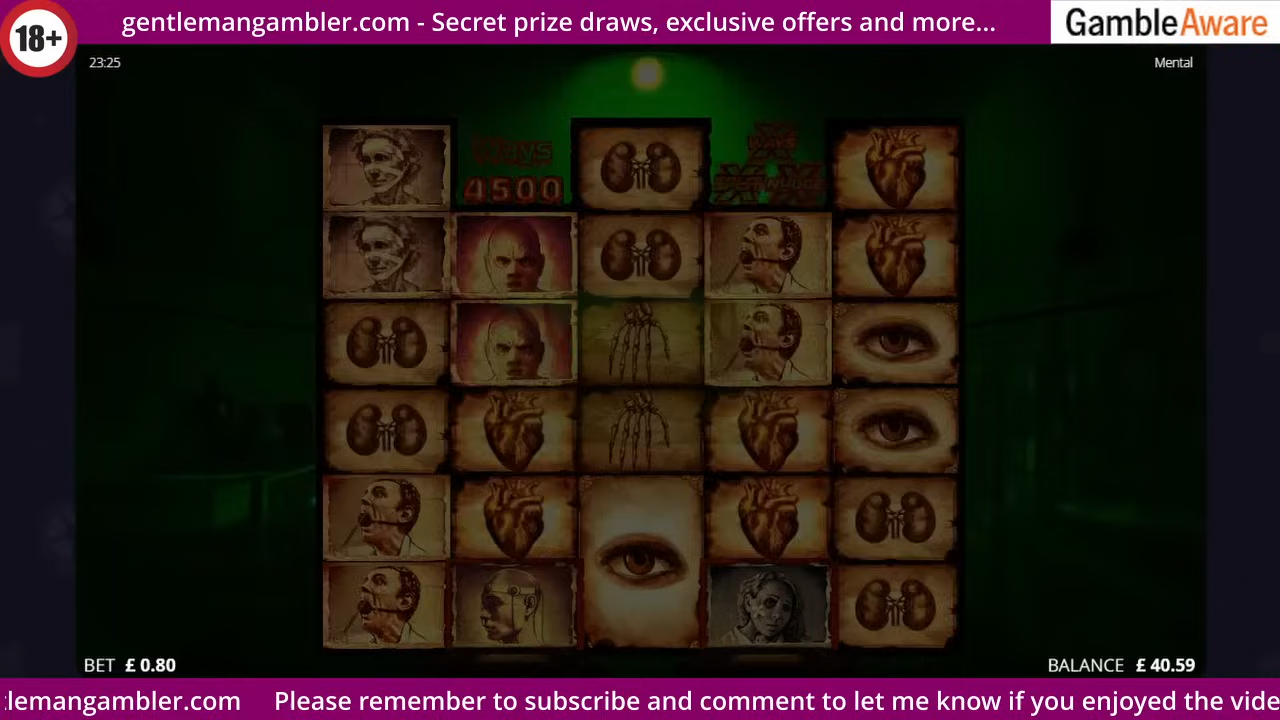 gentlemangambler.com - Secret prize draws, exclusive offers and more...
GambleAware
18+
23:25
Mental
WAYS
4500
WAYS
BET £ 0.80
BALANCE £ 40.59
tlemangambler.com Please remember to subscribe and comment to let me know if you enjoyed the vide